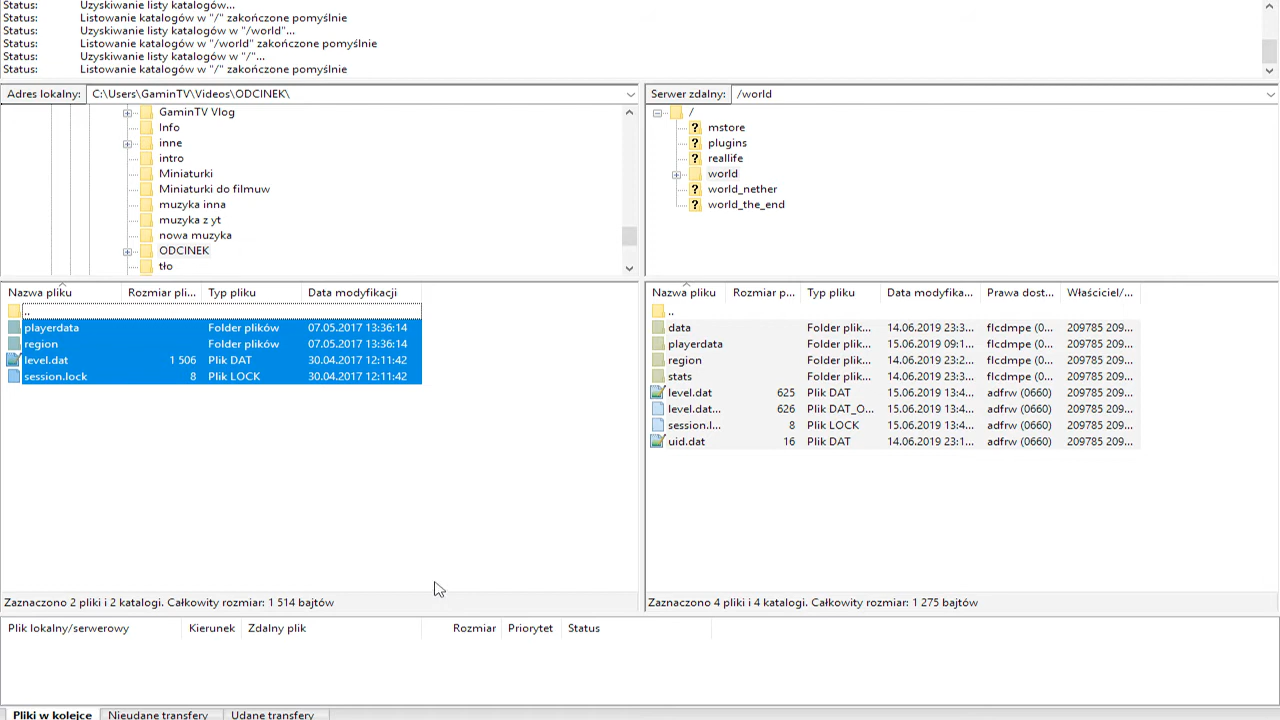 Status: Uzyskiwanie listy katalogów...
Status: Listowanie katalogów w "/" zakończone pomyślnie
Status: Uzyskiwanie listy katalogów w "/world"...
Status: Listowanie katalogów w "/world" zakończone pomyślnie
Status: Uzyskiwanie listy katalogów w "/"...
Status: Listowanie katalogów w "/" zakończone pomyślnie
Adres lokalny: C:\Users\GaminTV\Videos\ODCINEK\
GaminTV Vlog
Info
inne
intro
Miniaturki
Miniaturki do filmuw
muzyka inna
muzyka z yt
nowa muzyka
ODCINEK
tło
Serwer zdalny: /world
/
mstore
plugins
reallife
world
world_nether
world_the_end
Nazwa pliku Rozmiar pli... Typ pliku Data modyfikacji
..
playerdata Folder plików 07.05.2017 13:36:14
region Folder plików 07.05.2017 13:36:14
level.dat 1 506 Plik DAT 30.04.2017 12:11:42
session.lock 8 Plik LOCK 30.04.2017 12:11:42
Zaznaczono 2 pliki i 2 katalogi. Całkowity rozmiar: 1 514 bajtów
Nazwa pliku Rozmiar p... Typ pliku Data modyfika... Prawa dost... Właściciel/...
..
data Folder plik... 14.06.2019 23:3... flcdmpe (0... 209785 209...
playerdata Folder plik... 15.06.2019 09:1... flcdmpe (0... 209785 209...
region Folder plik... 14.06.2019 23:2... flcdmpe (0... 209785 209...
stats Folder plik... 14.06.2019 23:3... flcdmpe (0... 209785 209...
level.dat 625 Plik DAT 15.06.2019 13:4... adfrw (0660) 209785 209...
level.dat... 626 Plik DAT_O... 15.06.2019 13:4... adfrw (0660) 209785 209...
session.l... 8 Plik LOCK 15.06.2019 13:4... adfrw (0660) 209785 209...
uid.dat 16 Plik DAT 14.06.2019 23:1... adfrw (0660) 209785 209...
Zaznaczono 4 pliki i 4 katalogi. Całkowity rozmiar: 1 275 bajtów
Plik lokalny/serwerowy Kierunek Zdalny plik Rozmiar Priorytet Status
Pliki w kolejce Nieudane transfery Udane transfery